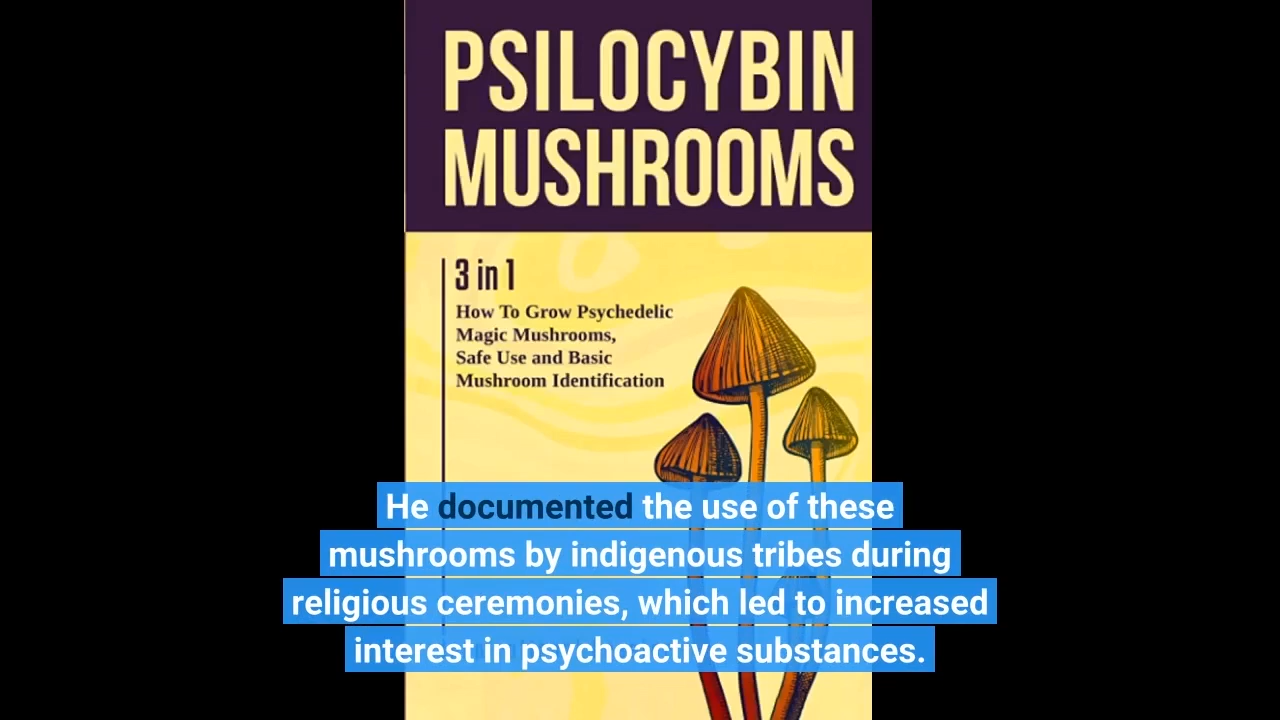 PSILOCYBIN
MUSHROOMS
3 in 1
How To Grow Psychedelic
Magic Mushrooms,
Safe Use and Basic
Mushroom Identification
He documented the use of these
mushrooms by indigenous tribes during
religious ceremonies, which led to increased
interest in psychoactive substances.